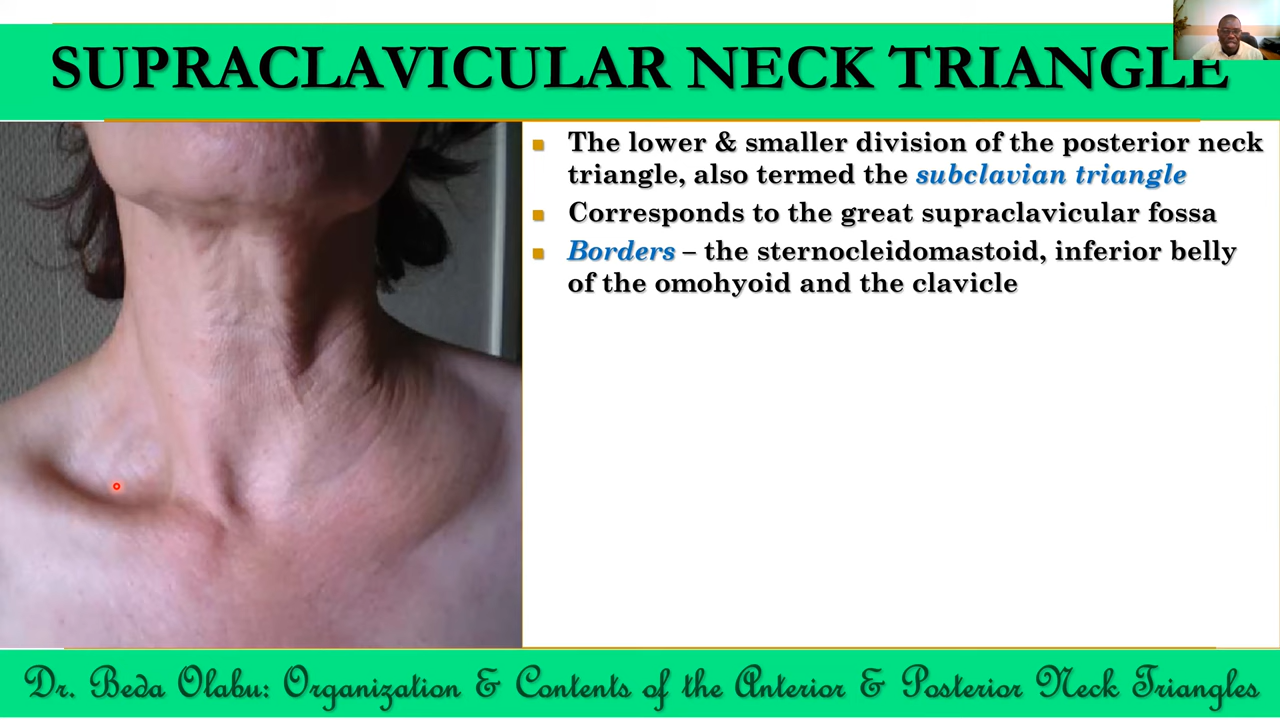 SUPRACLAVICULAR NECK TRIANGLE
▪ The lower & smaller division of the posterior neck
triangle, also termed the subclavian triangle
▪ Corresponds to the great supraclavicular fossa
▪ Borders – the sternocleidomastoid, inferior belly
of the omohyoid and the clavicle
Dr. Beda Olabu: Organization & Contents of the Anterior & Posterior Neck Triangles